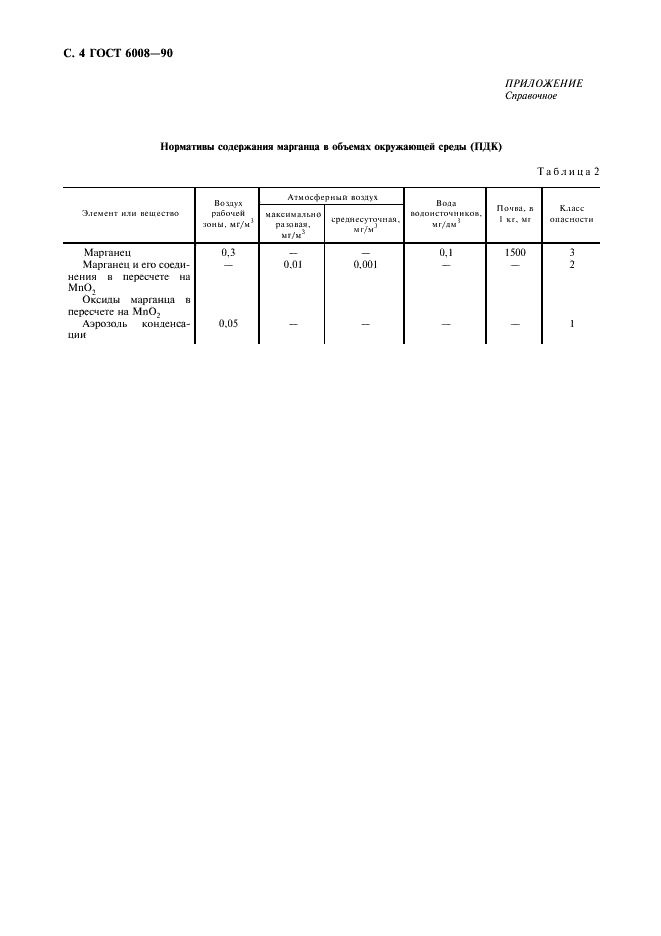 С. 4 ГОСТ 6008—90
ПРИЛОЖЕНИЕ
Справочное
Нормативы содержания марганца в объемах окружающей среды (ПДК)
Таблица 2
Элемент или вещество
Воздух
рабочей
зоны, мг/м³
Атмосферный воздух
максимально
разовая,
мг/м³
среднесуточная,
мг/м³
Вода
водоисточников,
мг/дм³
Почва, в
1 кг, мг
Класс
опасности
Марганец 0,3 — — 0,1 1500 3
Марганец и его соеди- — 0,01 0,001 — — 2
нения в пересчете на
MnO₂
Оксиды марганца в
пересчете на MnO₂
Аэрозоль конденса- 0,05 — — — — 1
ции